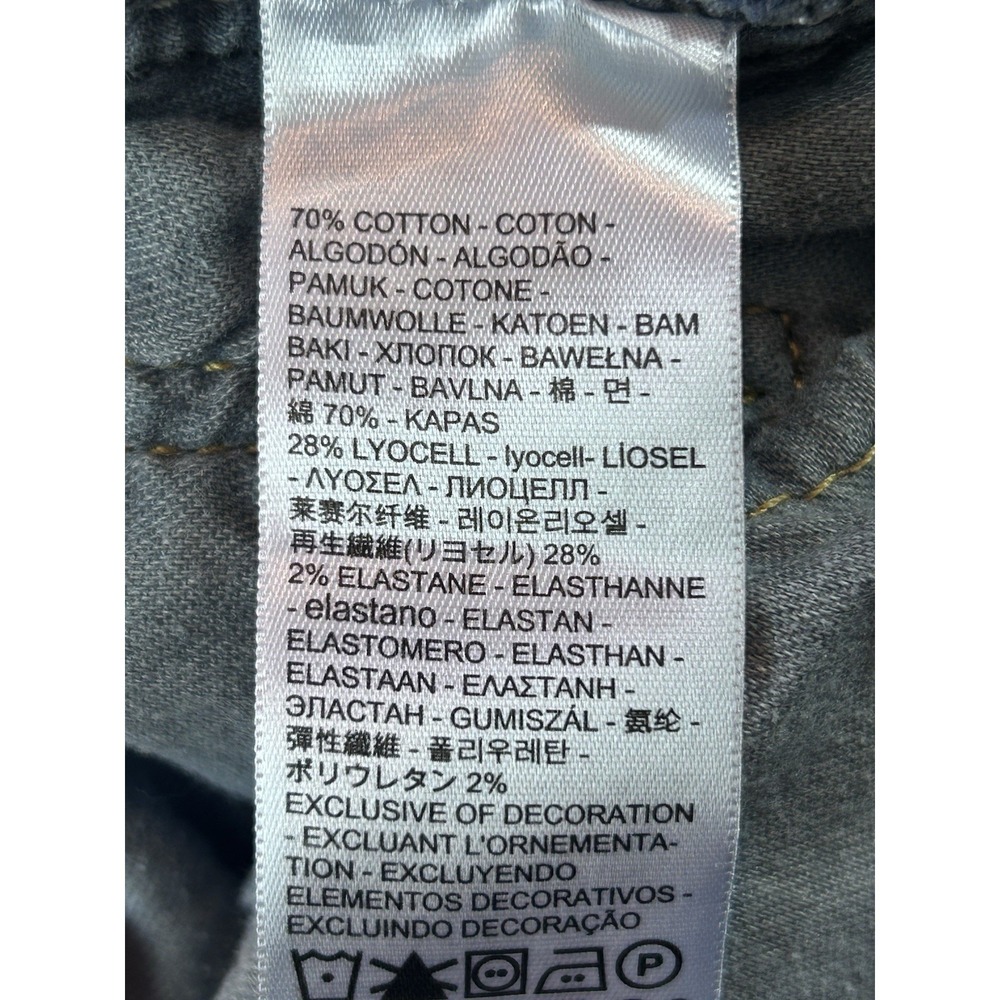 70% COTTON - COTON -
ALGODÓN - ALGODÃO -
PAMUK - COTONE -
BAUMWOLLE - KATOEN - BAM
BAKI - ХЛОПОК - BAWEŁNA -
PAMUT - BAVLNA - 棉 - 면 -
綿 70% - KAPAS
28% LYOCELL - lyocell- LİOSEL
- ΛΥΟΣΕΛ - ЛИОЦЕЛЛ -
莱赛尔纤维 - 레이온리오셀 -
再生繊維(リヨセル) 28%
2% ELASTANE - ELASTHANNE
- elastano - ELASTAN -
ELASTOMERO - ELASTHAN -
ELASTAAN - ΕΛΑΣΤΑΝΗ -
ЭЛАСТАН - GUMISZÁL - 氨纶 -
彈性纖維 - 폴리우레탄 -
ポリウレタン 2%
EXCLUSIVE OF DECORATION
- EXCLUANT L'ORNEMENTA-
TION - EXCLUYENDO
ELEMENTOS DECORATIVOS -
EXCLUINDO DECORAÇÃO
P